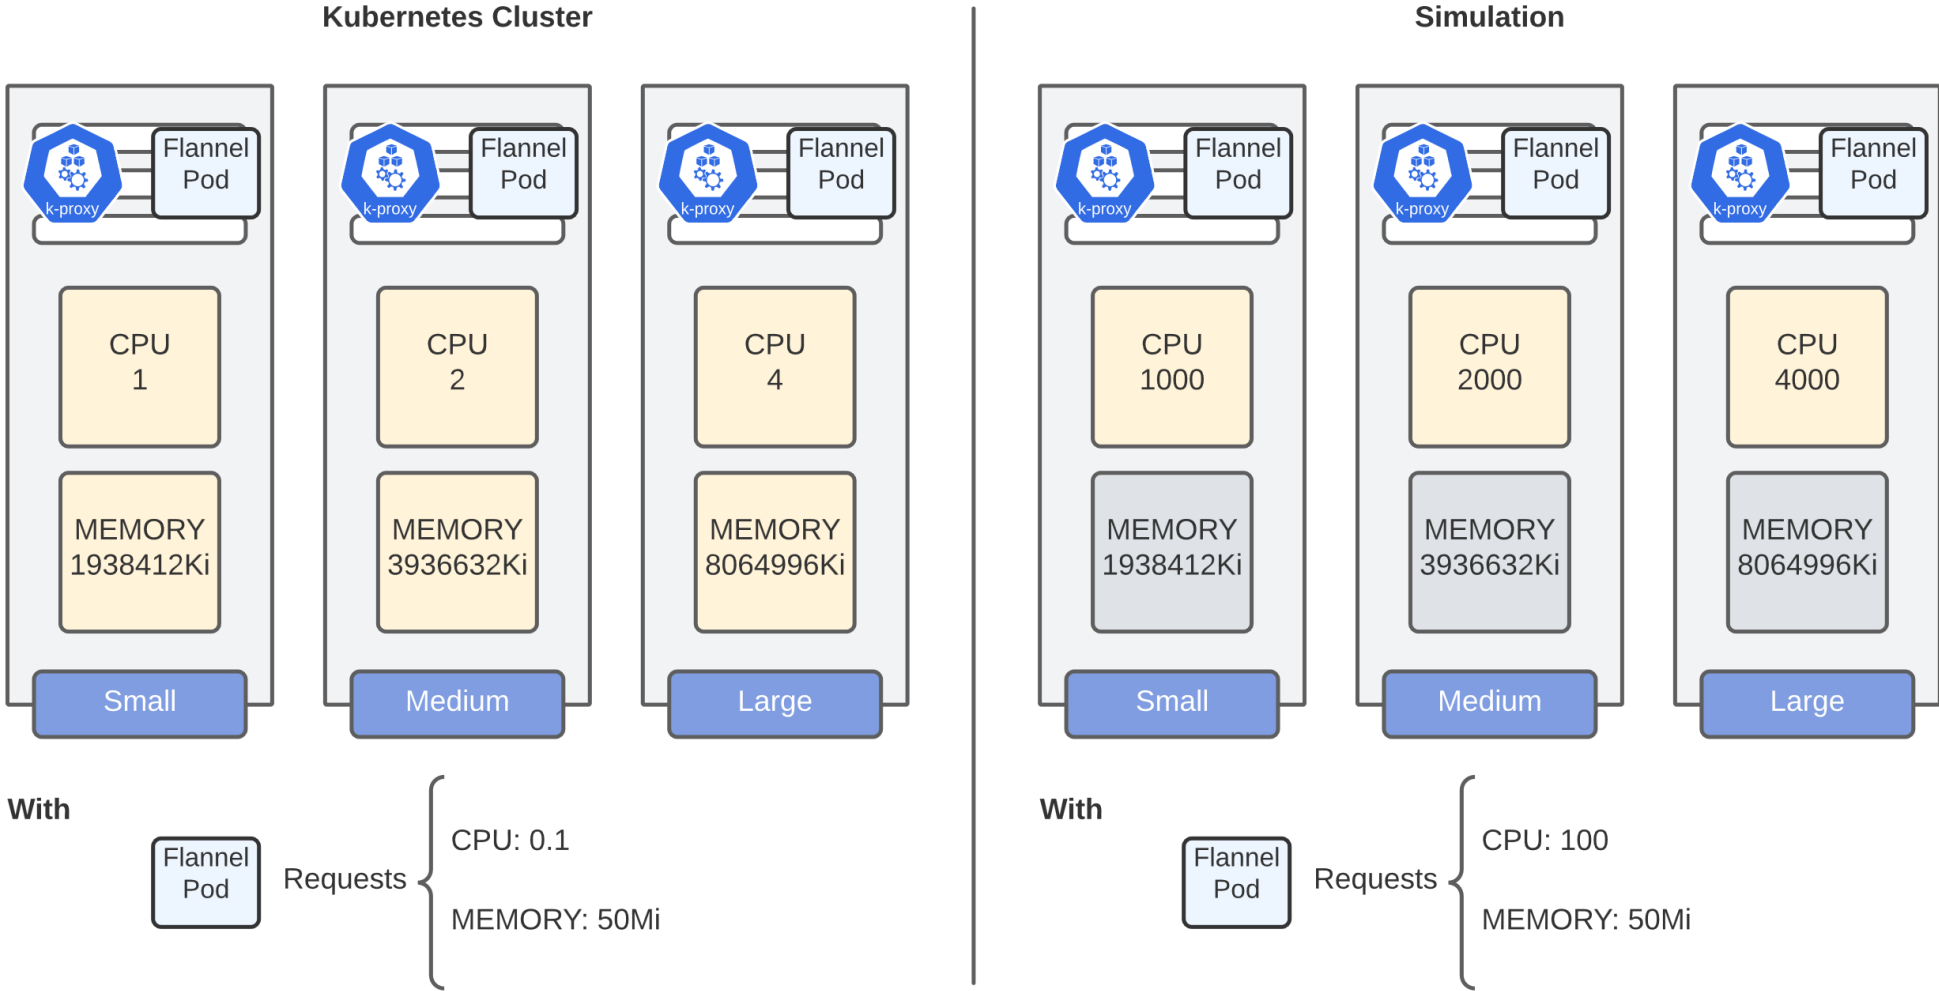 Kubernetes Cluster
Flannel
Pod
k-proxy
CPU
1
MEMORY
1938412Ki
Small
Flannel
Pod
k-proxy
CPU
2
MEMORY
3936632Ki
Medium
Flannel
Pod
k-proxy
CPU
4
MEMORY
8064996Ki
Large
With
Flannel
Pod
Requests
CPU: 0.1
MEMORY: 50Mi
Simulation
Flannel
Pod
k-proxy
CPU
1000
MEMORY
1938412Ki
Small
Flannel
Pod
k-proxy
CPU
2000
MEMORY
3936632Ki
Medium
Flannel
Pod
k-proxy
CPU
4000
MEMORY
8064996Ki
Large
With
Flannel
Pod
Requests
CPU: 100
MEMORY: 50Mi